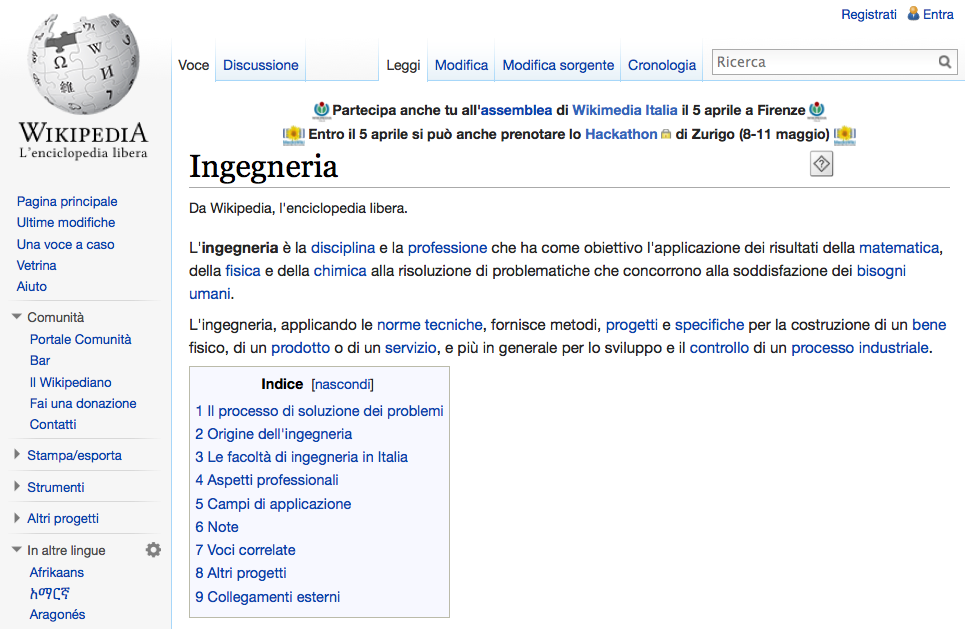 Registrati Entra
Voce Discussione Leggi Modifica Modifica sorgente Cronologia Ricerca
WIKIPEDIA
L'enciclopedia libera
Partecipa anche tu all'assemblea di Wikimedia Italia il 5 aprile a Firenze
Entro il 5 aprile si può anche prenotare lo Hackathon di Zurigo (8-11 maggio)
Ingegneria
Da Wikipedia, l'enciclopedia libera.
L'ingegneria è la disciplina e la professione che ha come obiettivo l'applicazione dei risultati della matematica,
della fisica e della chimica alla risoluzione di problematiche che concorrono alla soddisfazione dei bisogni
umani.
L'ingegneria, applicando le norme tecniche, fornisce metodi, progetti e specifiche per la costruzione di un bene
fisico, di un prodotto o di un servizio, e più in generale per lo sviluppo e il controllo di un processo industriale.
Indice [nascondi]
1 Il processo di soluzione dei problemi
2 Origine dell'ingegneria
3 Le facoltà di ingegneria in Italia
4 Aspetti professionali
5 Campi di applicazione
6 Note
7 Voci correlate
8 Altri progetti
9 Collegamenti esterni
Pagina principale
Ultime modifiche
Una voce a caso
Vetrina
Aiuto
Comunità
Portale Comunità
Bar
Il Wikipediano
Fai una donazione
Contatti
Stampa/esporta
Strumenti
Altri progetti
In altre lingue
Afrikaans
አማርኛ
Aragonés